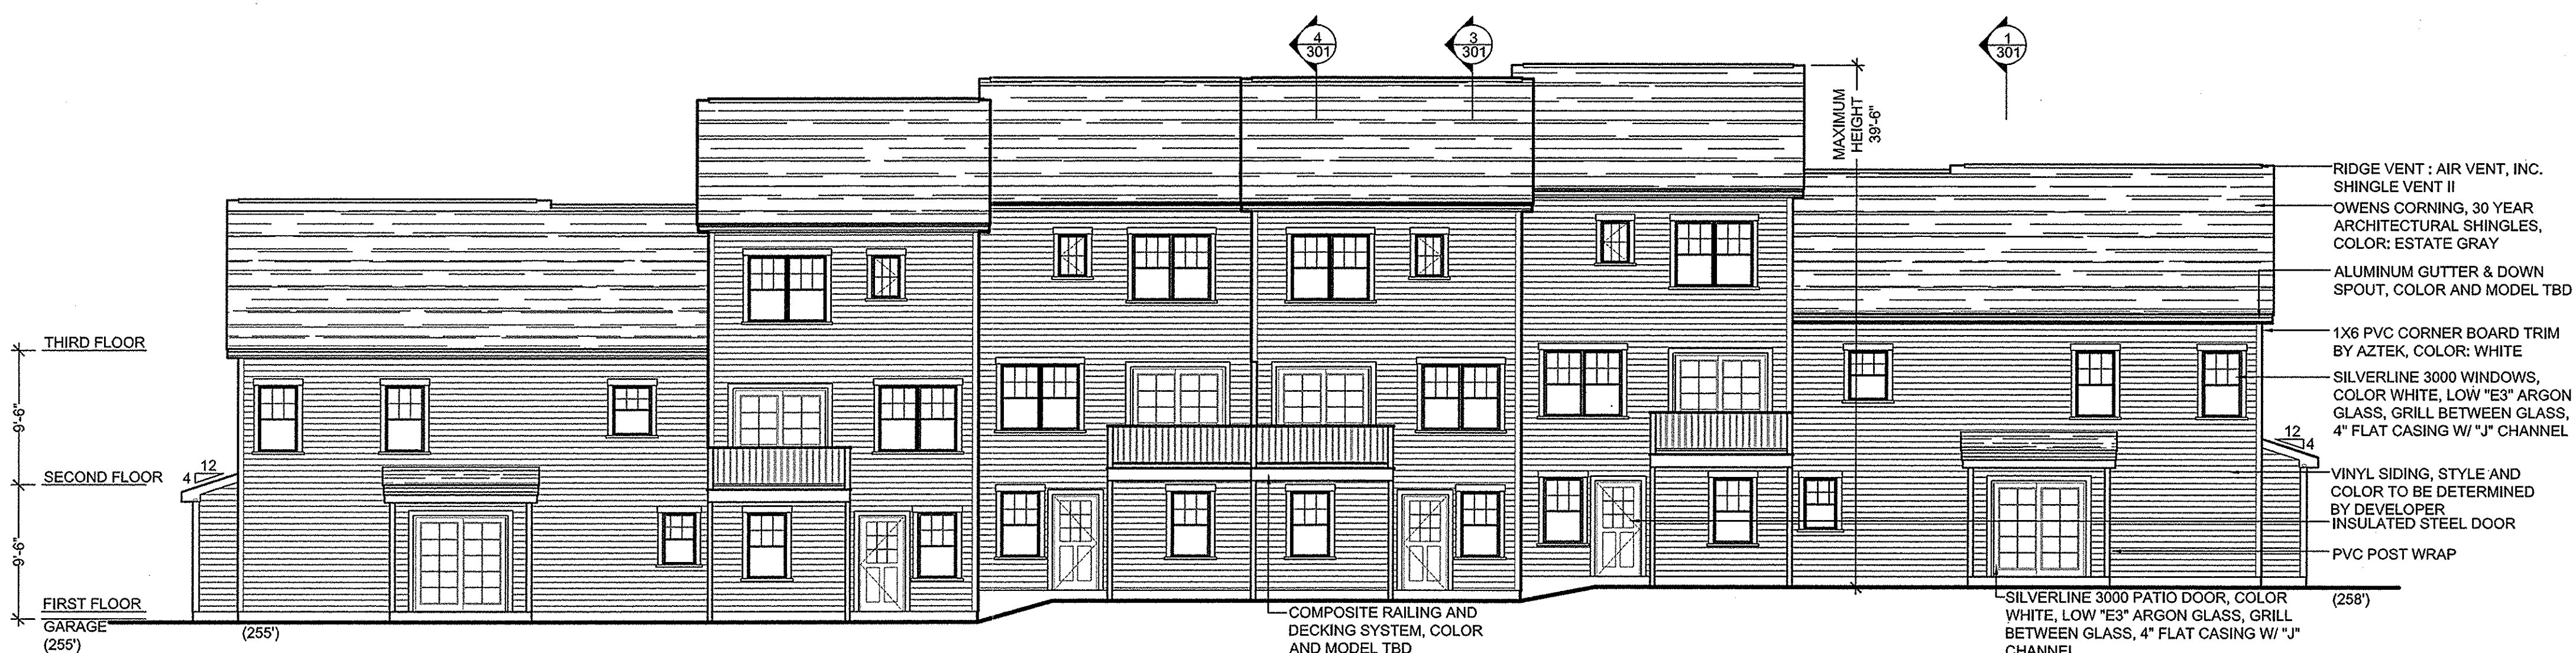 4
301
3
301
1
301
MAXIMUM
HEIGHT
39'-6"
RIDGE VENT : AIR VENT, INC.
SHINGLE VENT II
OWENS CORNING, 30 YEAR
ARCHITECTURAL SHINGLES,
COLOR: ESTATE GRAY
ALUMINUM GUTTER & DOWN
SPOUT, COLOR AND MODEL TBD
1X6 PVC CORNER BOARD TRIM
BY AZTEK, COLOR: WHITE
SILVERLINE 3000 WINDOWS,
COLOR WHITE, LOW "E3" ARGON
GLASS, GRILL BETWEEN GLASS,
4" FLAT CASING W/ "J" CHANNEL
12
4
VINYL SIDING, STYLE AND
COLOR TO BE DETERMINED
BY DEVELOPER
INSULATED STEEL DOOR
PVC POST WRAP
THIRD FLOOR
9'-6"
12
4
SECOND FLOOR
9'-6"
FIRST FLOOR
GARAGE
(255')
(255')
COMPOSITE RAILING AND
DECKING SYSTEM, COLOR
AND MODEL TBD
SILVERLINE 3000 PATIO DOOR, COLOR
WHITE, LOW "E3" ARGON GLASS, GRILL
BETWEEN GLASS, 4" FLAT CASING W/ "J"
CHANNEL
(258')